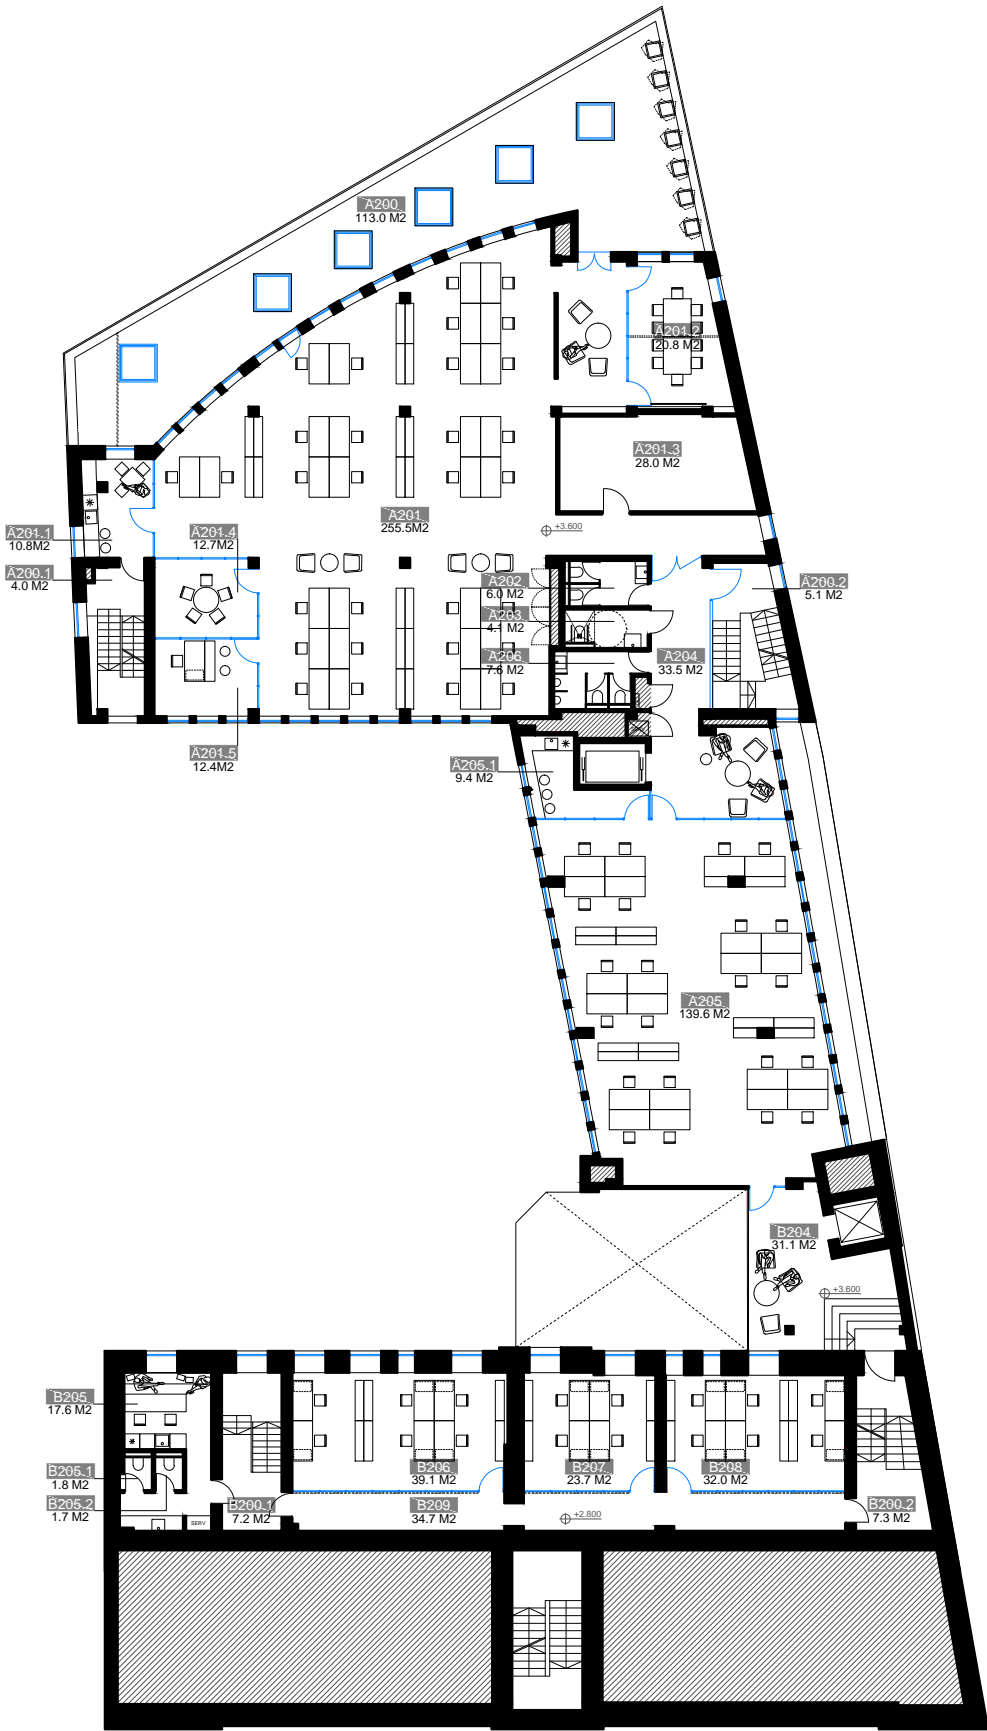 A200
113.0 M2
A201.2
20.8 M2
A201.3
28.0 M2
A201
255.5M2
+3.600
A201.1
10.8M2
A201.4
12.7M2
A200.1
4.0 M2
A202
6.0 M2
A200.2
5.1 M2
A203
4.1 M2
A206
7.6 M2
A204
33.5 M2
A201.5
12.4M2
A205.1
9.4 M2
A205
139.6 M2
B204
31.1 M2
+3.600
B205
17.6 M2
B205.1
1.8 M2
B205.2
1.7 M2
B206
39.1 M2
B207
23.7 M2
B208
32.0 M2
B200.1
7.2 M2
B209
34.7 M2
B200.2
7.3 M2
+2.800
SERV